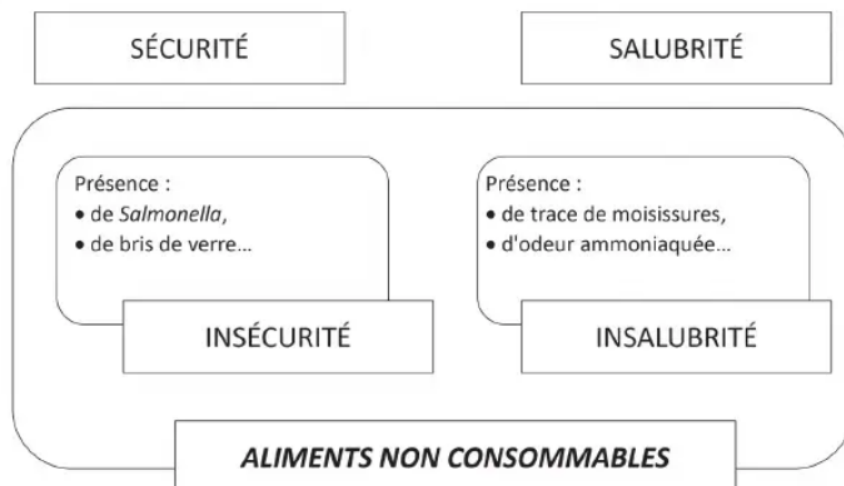 SÉCURITÉ
SALUBRITÉ
Présence :
• de Salmonella,
• de bris de verre...
INSÉCURITÉ
Présence :
• de trace de moisissures,
• d'odeur ammoniaquée...
INSALUBRITÉ
ALIMENTS NON CONSOMMABLES